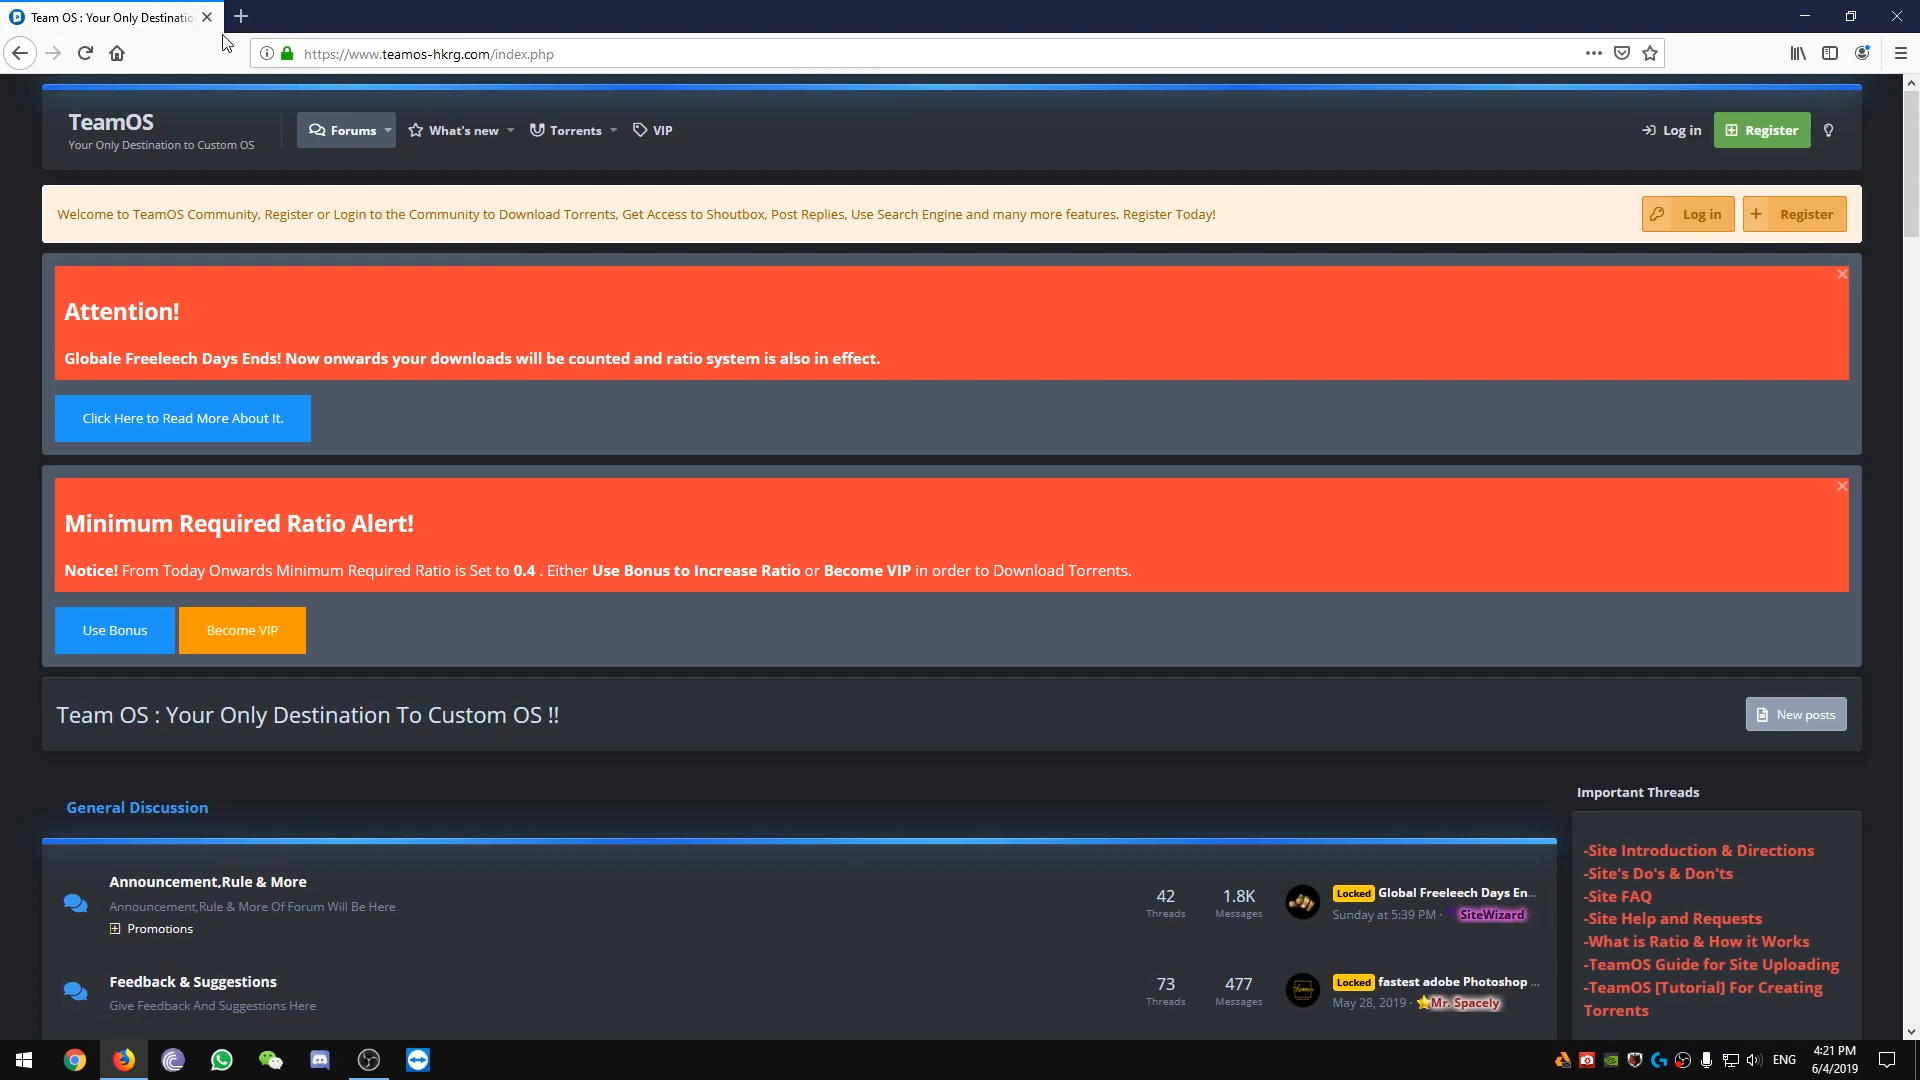 Team OS : Your Only Destinatio
https://www.teamos-hkrg.com/index.php
TeamOS
Your Only Destination to Custom OS
Forums
What's new
Torrents
VIP
Log in
Register
Welcome to TeamOS Community, Register or Login to the Community to Download Torrents, Get Access to Shoutbox, Post Replies, Use Search Engine and many more features. Register Today!
Log in
Register
Attention!
Globale Freeleech Days Ends! Now onwards your downloads will be counted and ratio system is also in effect.
Click Here to Read More About It.
Minimum Required Ratio Alert!
Notice! From Today Onwards Minimum Required Ratio is Set to 0.4 . Either Use Bonus to Increase Ratio or Become VIP in order to Download Torrents.
Use Bonus
Become VIP
Team OS : Your Only Destination To Custom OS !!
New posts
General Discussion
Announcement,Rule & More
Announcement,Rule & More Of Forum Will Be Here
Promotions
42
Threads
1.8K
Messages
Locked Global Freeleech Days En...
Sunday at 5:39 PM · SiteWizard
Feedback & Suggestions
Give Feedback And Suggestions Here
73
Threads
477
Messages
Locked fastest adobe Photoshop ...
May 28, 2019 · Mr. Spacely
Important Threads
-Site Introduction & Directions
-Site's Do's & Don'ts
-Site FAQ
-Site Help and Requests
-What is Ratio & How it Works
-TeamOS Guide for Site Uploading
-TeamOS [Tutorial] For Creating
Torrents
ENG
4:21 PM
6/4/2019